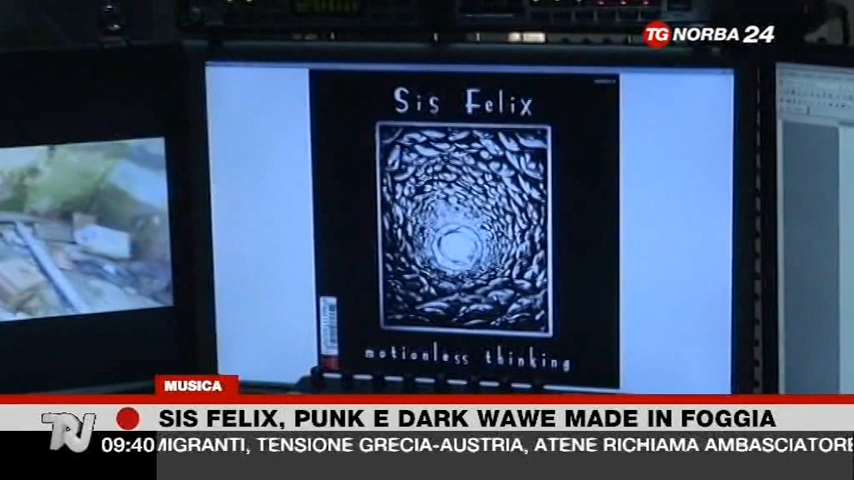 TG NORBA 24
Sis Felix
motionless thinking
MUSICA
SIS FELIX, PUNK E DARK WAWE MADE IN FOGGIA
09:40 MIGRANTI, TENSIONE GRECIA-AUSTRIA, ATENE RICHIAMA AMBASCIATORE